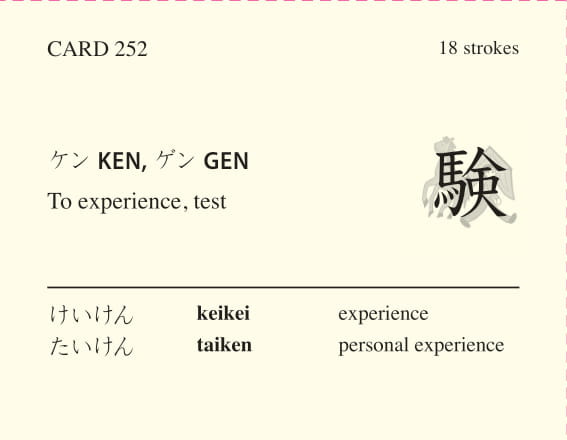 CARD 252
18 strokes
ケン KEN, ゲン GEN
To experience, test
験
けいけん keikei experience
たいけん taiken personal experience